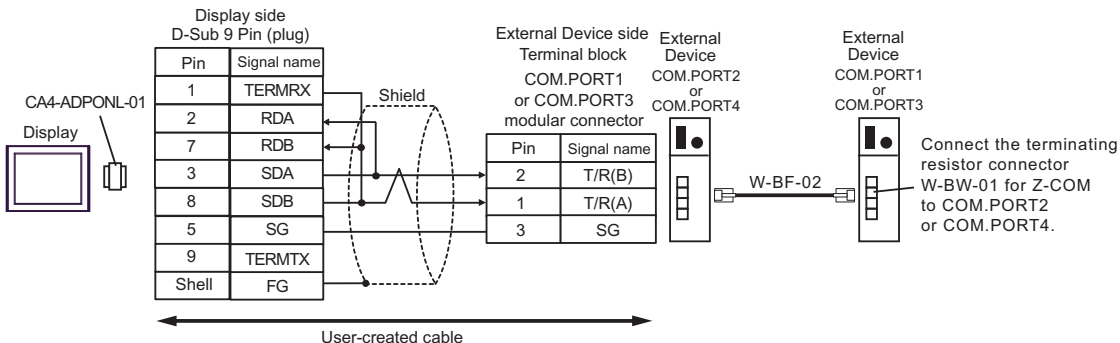 Display side
D-Sub 9 Pin (plug)
Pin Signal name
1 TERMRX
2 RDA
7 RDB
3 SDA
8 SDB
5 SG
9 TERMTX
Shell FG
CA4-ADPONL-01
Display
Shield
External Device side
Terminal block
COM.PORT1
or COM.PORT3
modular connector
Pin Signal name
2 T/R(B)
1 T/R(A)
3 SG
External
Device
COM.PORT2
or
COM.PORT4
W-BF-02
External
Device
COM.PORT1
or
COM.PORT3
Connect the terminating
resistor connector
W-BW-01 for Z-COM
to COM.PORT2
or COM.PORT4.
User-created cable